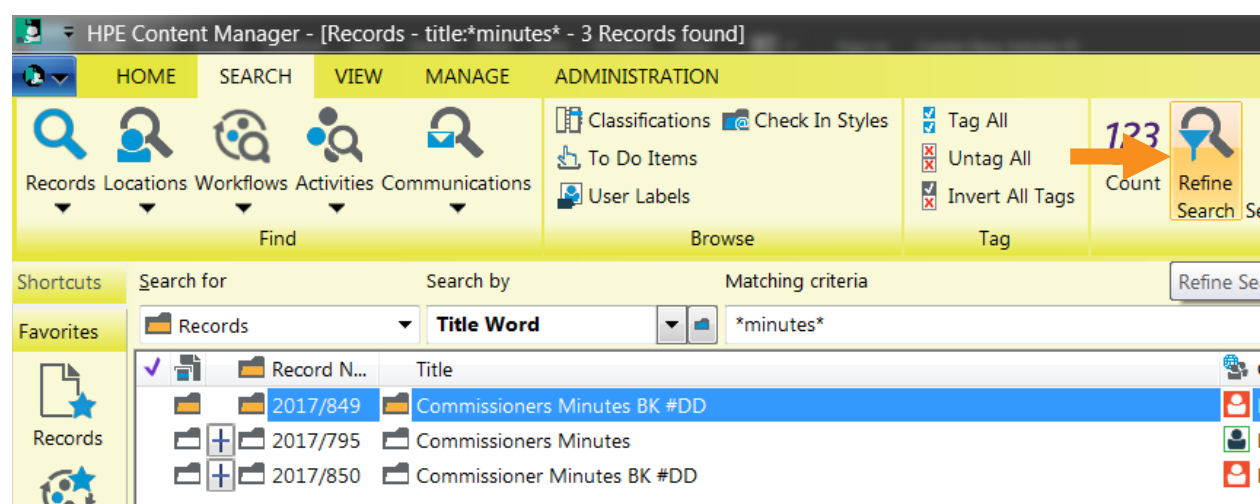 HPE Content Manager - [Records - title:*minutes* - 3 Records found]
HOME SEARCH VIEW MANAGE ADMINISTRATION
Classifications Check In Styles Tag All 123
To Do Items Untag All
Records Locations Workflows Activities Communications Count Refine
User Labels Invert All Tags Search
Find Browse Tag
Shortcuts Search for Search by Matching criteria Refine
Favorites Records Title Word *minutes*
Record N... Title
2017/849 Commissioners Minutes BK #DD
Records 2017/795 Commissioners Minutes
2017/850 Commissioner Minutes BK #DD